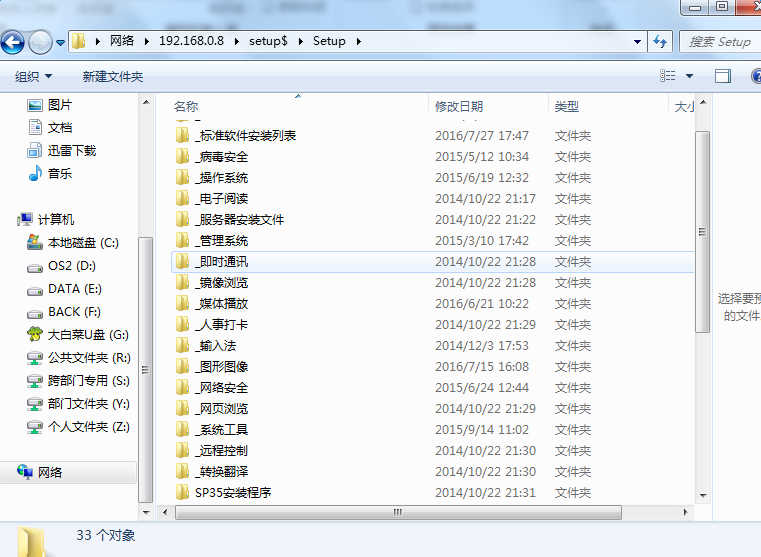 网络 192.168.0.8 setup$ Setup 搜索 Setup
组织 新建文件夹
名称 修改日期 类型 大小
图片
文档
迅雷下载
音乐
计算机
本地磁盘 (C:)
OS2 (D:)
DATA (E:)
BACK (F:)
大白菜U盘 (G:)
公共文件夹 (R:)
跨部门专用 (S:)
部门文件夹 (Y:)
个人文件夹 (Z:)
网络
_标准软件安装列表 2016/7/27 17:47 文件夹
_病毒安全 2015/5/12 10:34 文件夹
_操作系统 2015/6/19 12:32 文件夹
_电子阅读 2014/10/22 21:17 文件夹
_服务器安装文件 2014/10/22 21:22 文件夹
_管理系统 2015/3/10 17:42 文件夹
_即时通讯 2014/10/22 21:28 文件夹
_镜像浏览 2014/10/22 21:28 文件夹
_媒体播放 2016/6/21 10:22 文件夹
_人事打卡 2014/10/22 21:29 文件夹
_输入法 2014/12/3 17:53 文件夹
_图形图像 2016/7/15 16:08 文件夹
_网络安全 2015/6/24 12:44 文件夹
_网页浏览 2014/10/22 21:29 文件夹
_系统工具 2015/9/14 11:02 文件夹
_远程控制 2014/10/22 21:30 文件夹
_转换翻译 2014/10/22 21:30 文件夹
SP35安装程序 2014/10/22 21:31 文件夹
选择要预
的文件
33 个对象